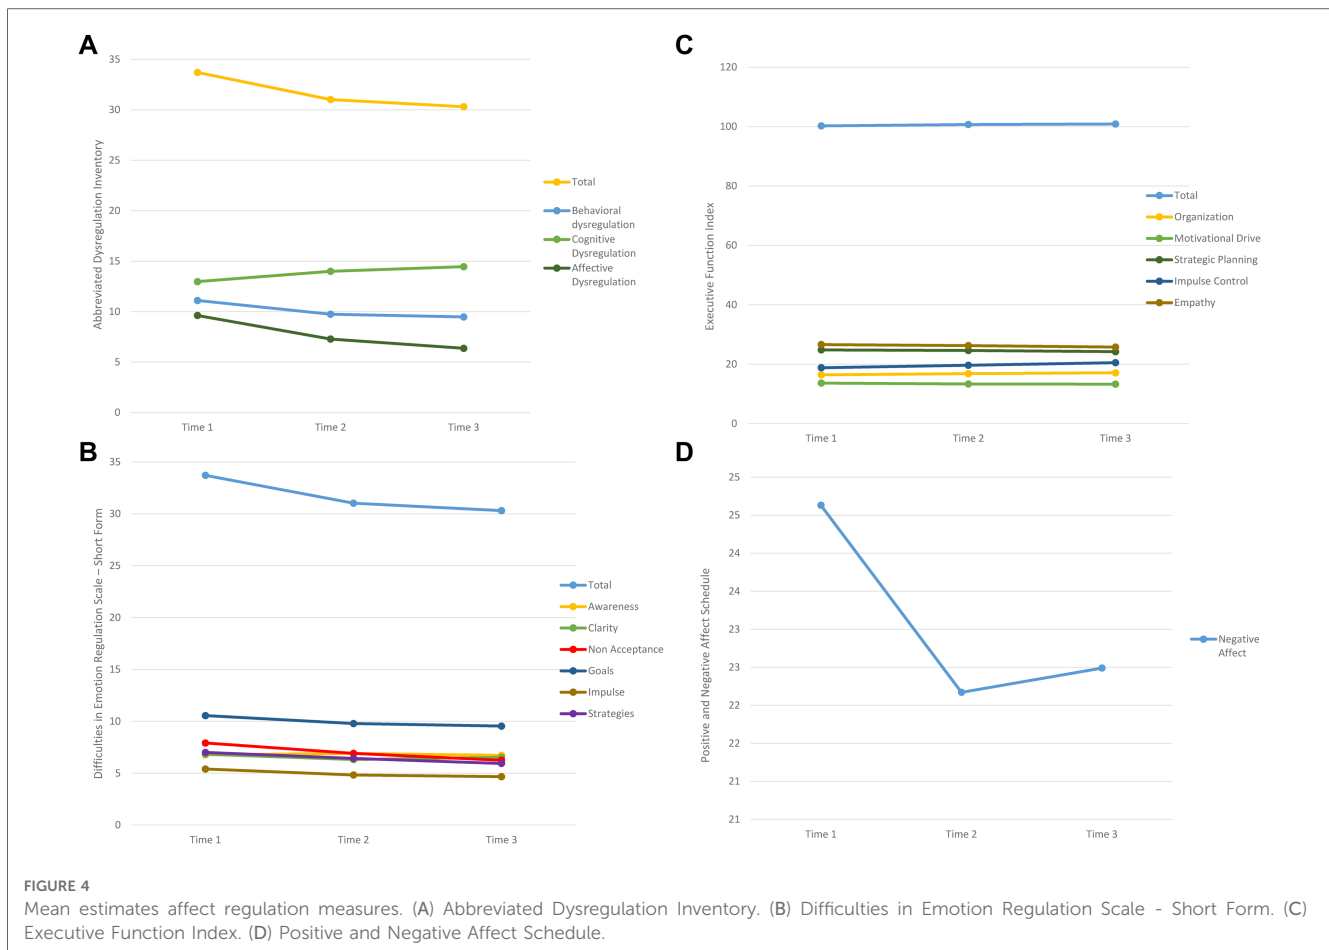 A
35
30
25
20
15
10
5
0
Abbreviated Dysregulation Inventory
Time 1
Time 2
Time 3
Total
Behavioral
dysregulation
Cognitive
Dysregulation
Affective
Dysregulation
C
120
100
80
60
40
20
0
Executive Function Index
Time 1
Time 2
Time 3
Total
Organization
Motivational Drive
Strategic Planning
Impulse Control
Empathy
B
35
30
25
20
15
10
5
0
Difficulties in Emotion Regulation Scale – Short Form
Time 1
Time 2
Time 3
Total
Awareness
Clarity
Non Acceptance
Goals
Impulse
Strategies
D
25
25
24
24
23
23
22
22
21
21
Positive and Negative Affect Schedule
Time 1
Time 2
Time 3
Negative
Affect
FIGURE 4
Mean estimates affect regulation measures. (A) Abbreviated Dysregulation Inventory. (B) Difficulties in Emotion Regulation Scale - Short Form. (C)
Executive Function Index. (D) Positive and Negative Affect Schedule.